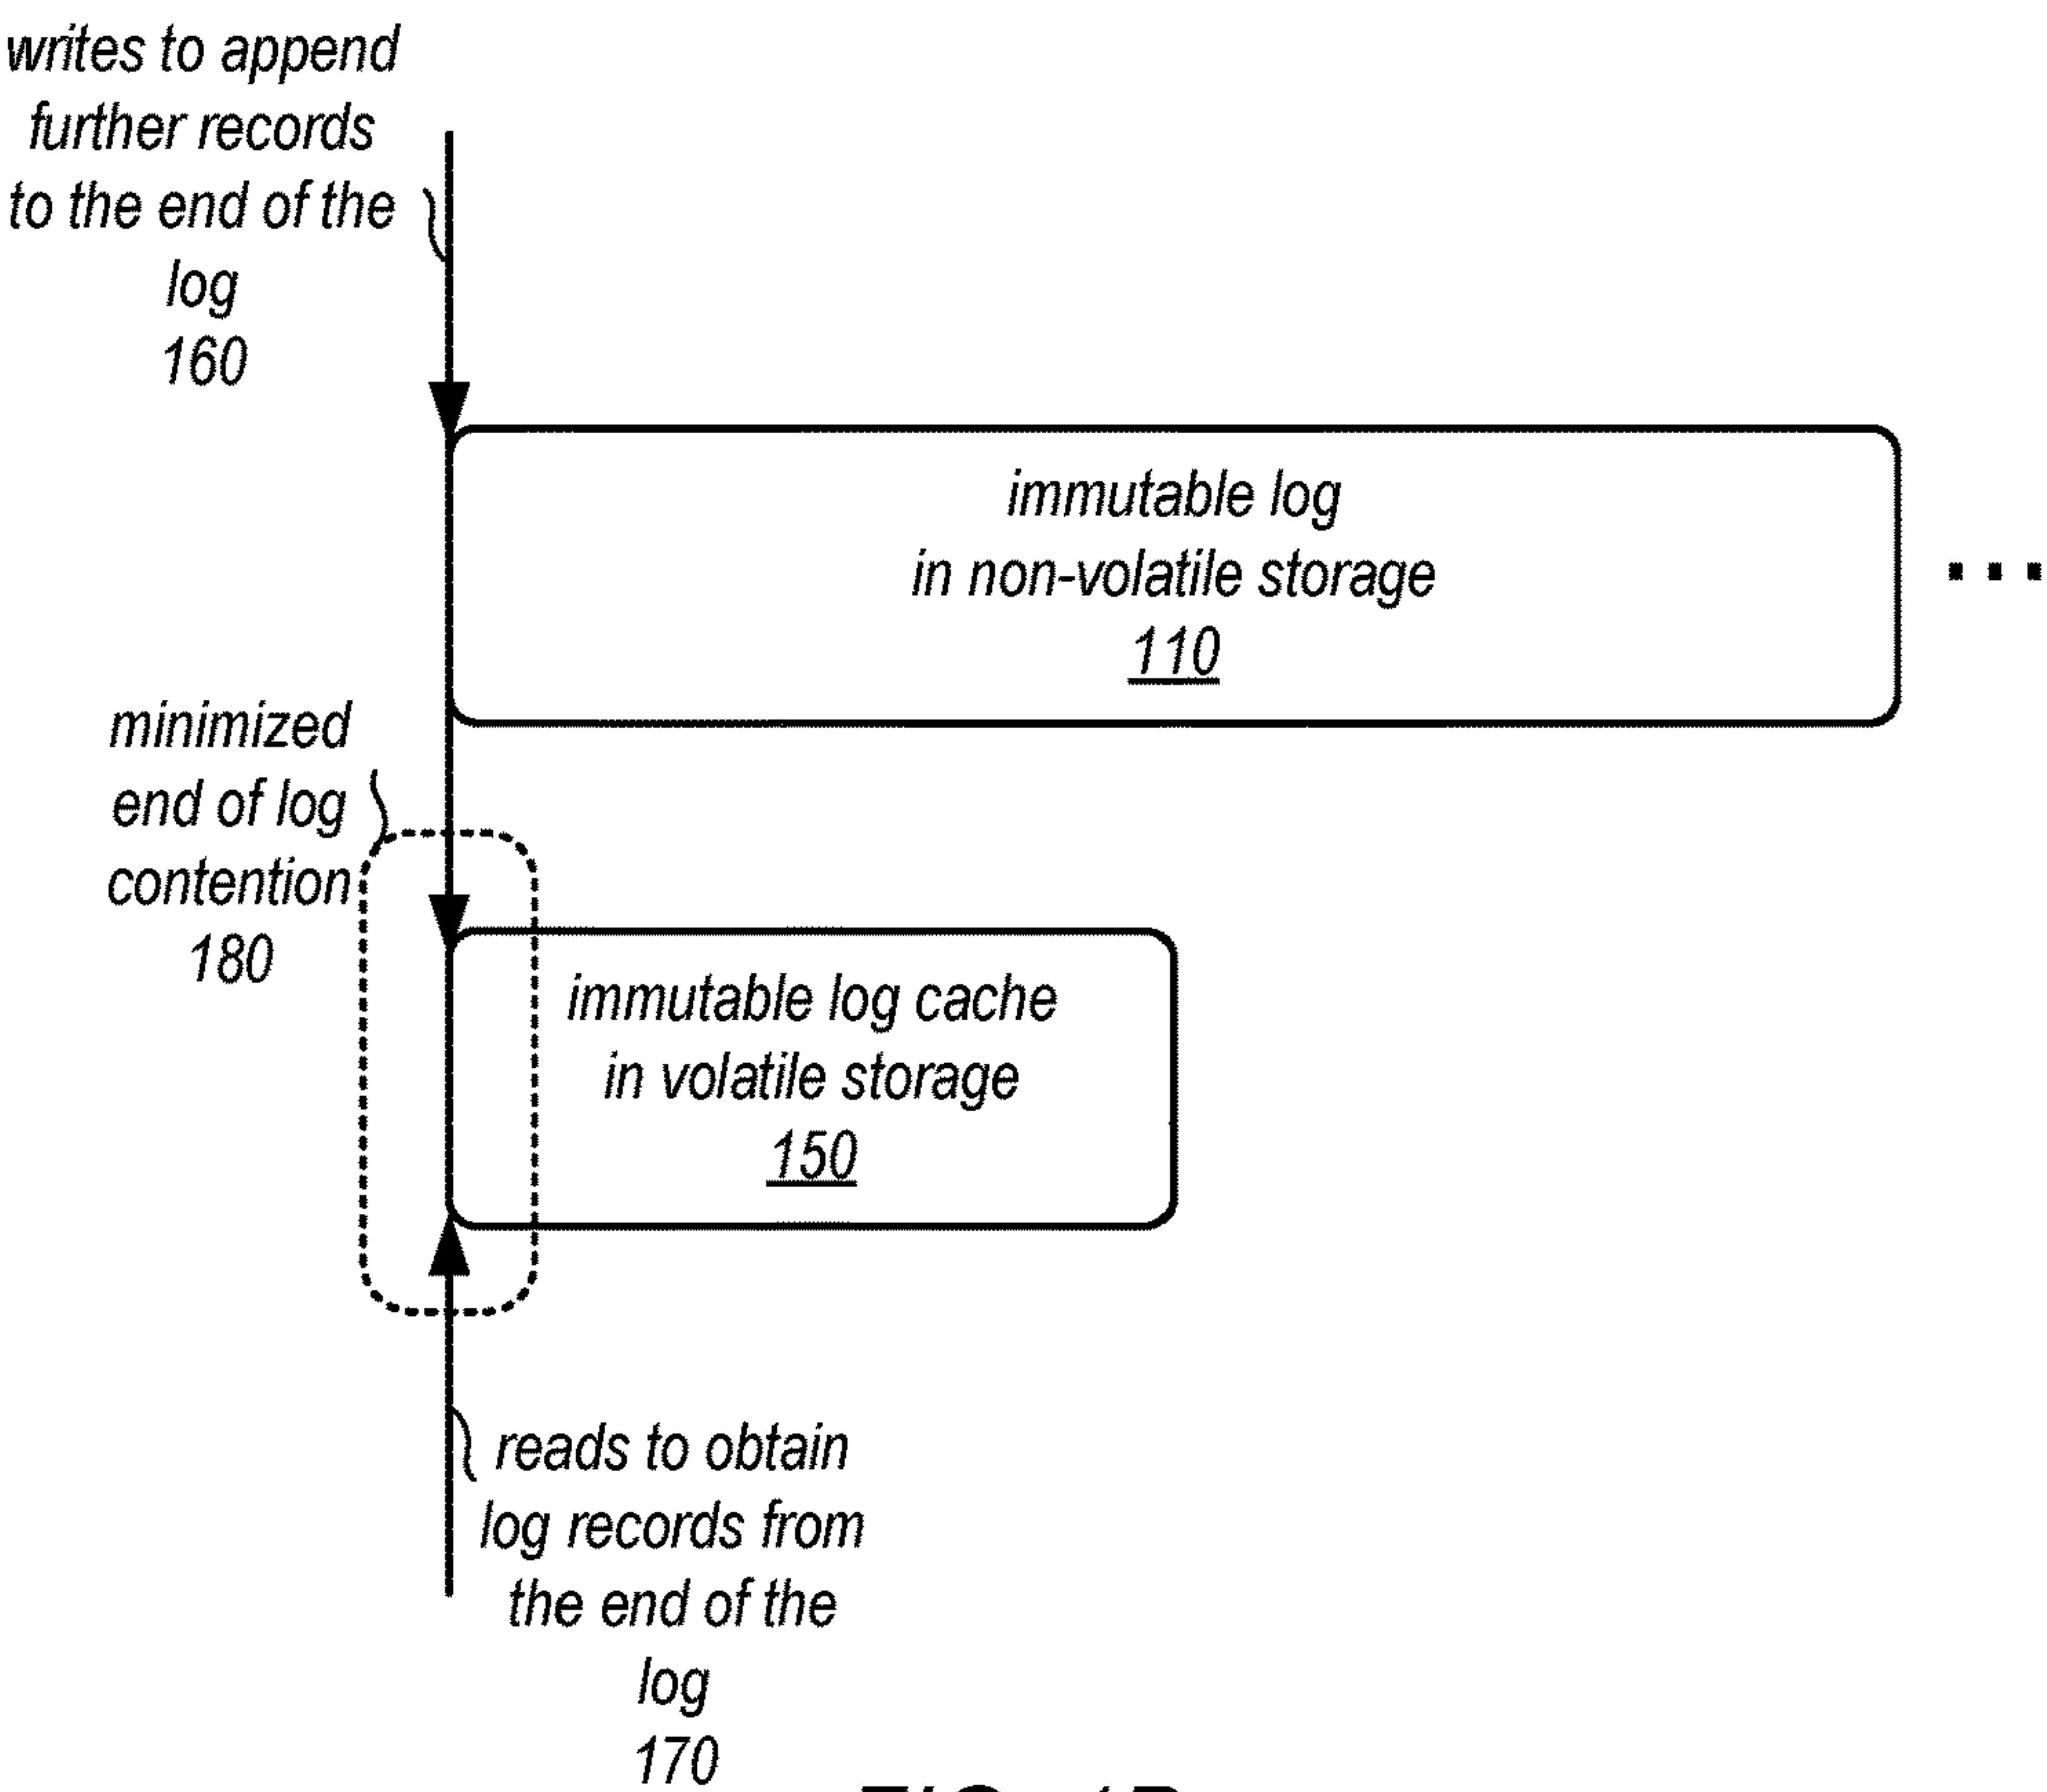 writes to append
further records
to the end of the
log
160
immutable log
in non-volatile storage
110
...
minimized
end of log
contention
180
immutable log cache
in volatile storage
150
reads to obtain
log records from
the end of the
log
170